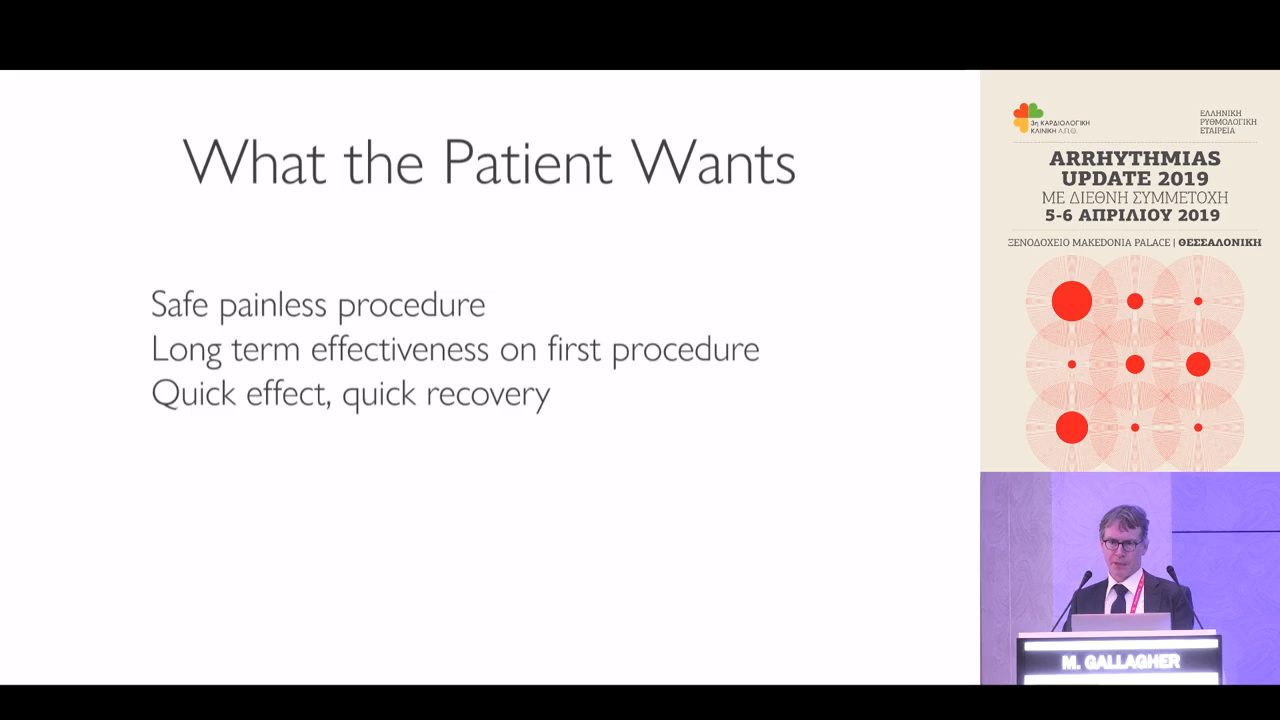 What the Patient Wants
Safe painless procedure
Long term effectiveness on first procedure
Quick effect, quick recovery
3η ΚΑΡΔΙΟΛΟΓΙΚΗ
ΚΛΙΝΙΚΗ Α.Π.Θ.
ΕΛΛΗΝΙΚΗ
ΡΥΘΜΟΛΟΓΙΚΗ
ΕΤΑΙΡΕΙΑ
ARRHYTHMIAS
UPDATE 2019
ΜΕ ΔΙΕΘΝΗ ΣΥΜΜΕΤΟΧΗ
5-6 ΑΠΡΙΛΙΟΥ 2019
ΞΕΝΟΔΟΧΕΙΟ MAKEDONIA PALACE | ΘΕΣΣΑΛΟΝΙΚΗ
M. GALLAGHER